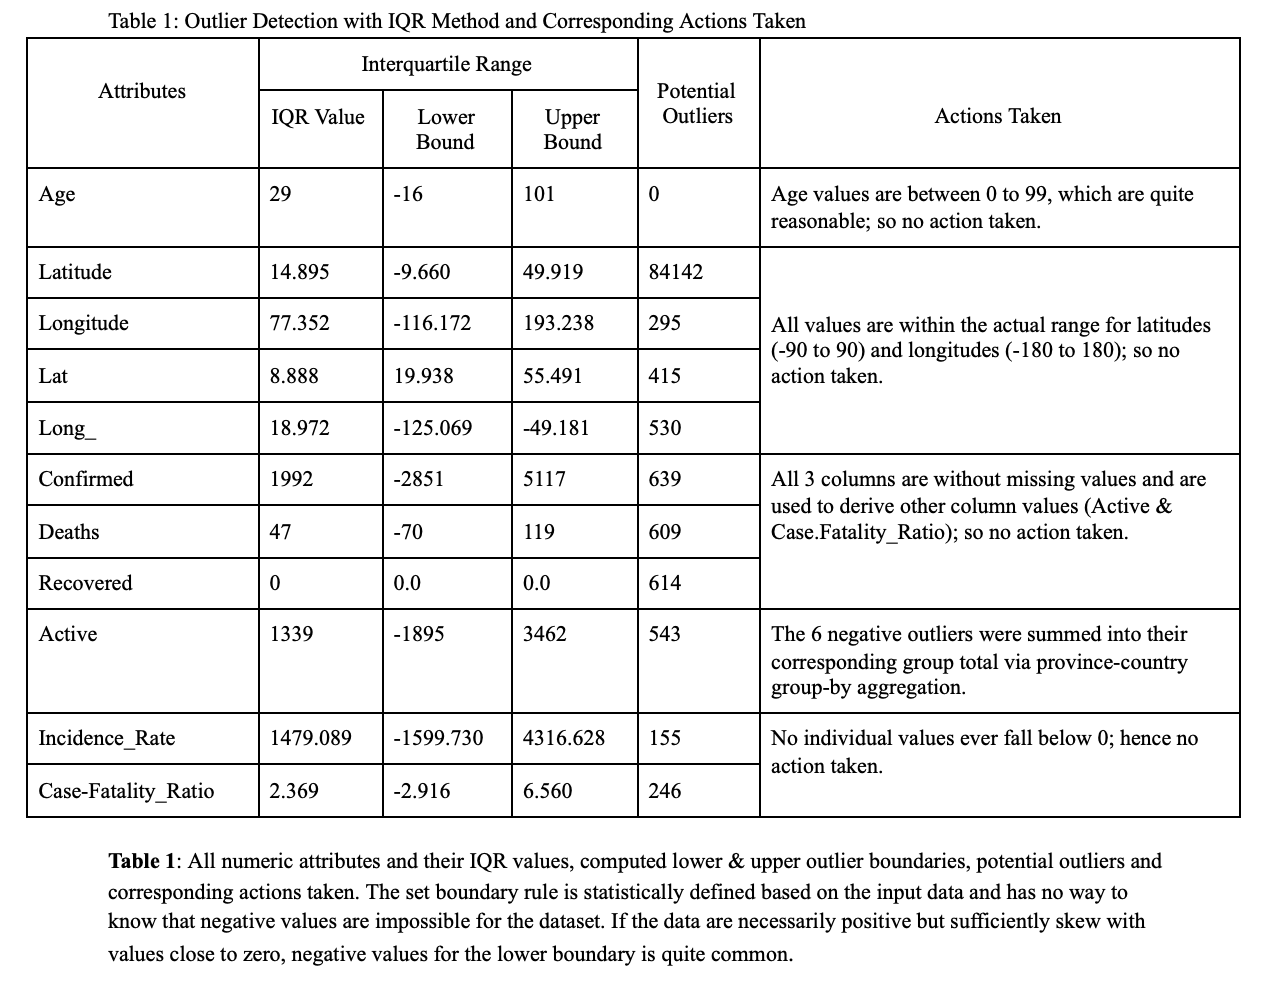 Table 1: Outlier Detection with IQR Method and Corresponding Actions Taken
Attributes
Interquartile Range
Potential
Outliers
Actions Taken
IQR Value
Lower
Bound
Upper
Bound
Age
29
-16
101
0
Age values are between 0 to 99, which are quite
reasonable; so no action taken.
Latitude
14.895
-9.660
49.919
84142
All values are within the actual range for latitudes
(-90 to 90) and longitudes (-180 to 180); so no
action taken.
Longitude
77.352
-116.172
193.238
295
Lat
8.888
19.938
55.491
415
Long_
18.972
-125.069
-49.181
530
Confirmed
1992
-2851
5117
639
All 3 columns are without missing values and are
used to derive other column values (Active &
Case.Fatality_Ratio); so no action taken.
Deaths
47
-70
119
609
Recovered
0
0.0
0.0
614
Active
1339
-1895
3462
543
The 6 negative outliers were summed into their
corresponding group total via province-country
group-by aggregation.
Incidence_Rate
1479.089
-1599.730
4316.628
155
No individual values ever fall below 0; hence no
action taken.
Case-Fatality_Ratio
2.369
-2.916
6.560
246
Table 1: All numeric attributes and their IQR values, computed lower & upper outlier boundaries, potential outliers and
corresponding actions taken. The set boundary rule is statistically defined based on the input data and has no way to
know that negative values are impossible for the dataset. If the data are necessarily positive but sufficiently skew with
values close to zero, negative values for the lower boundary is quite common.